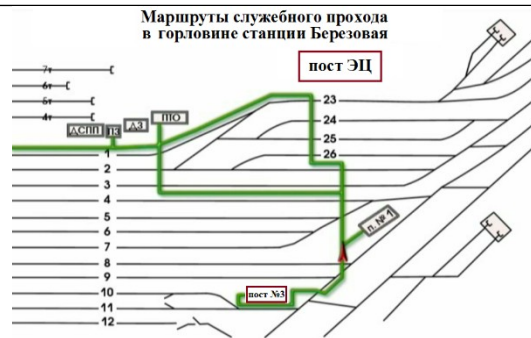 Маршруты служебного прохода
в горловине станции Березовая
пост ЭЦ
7т
6т
5т
4т
ДСПП
ПЗ
ДЗ
ПТО
1
2
3
4
5
6
7
8
9
10
11
12
23
24
25
26
п. № 1
пост №3